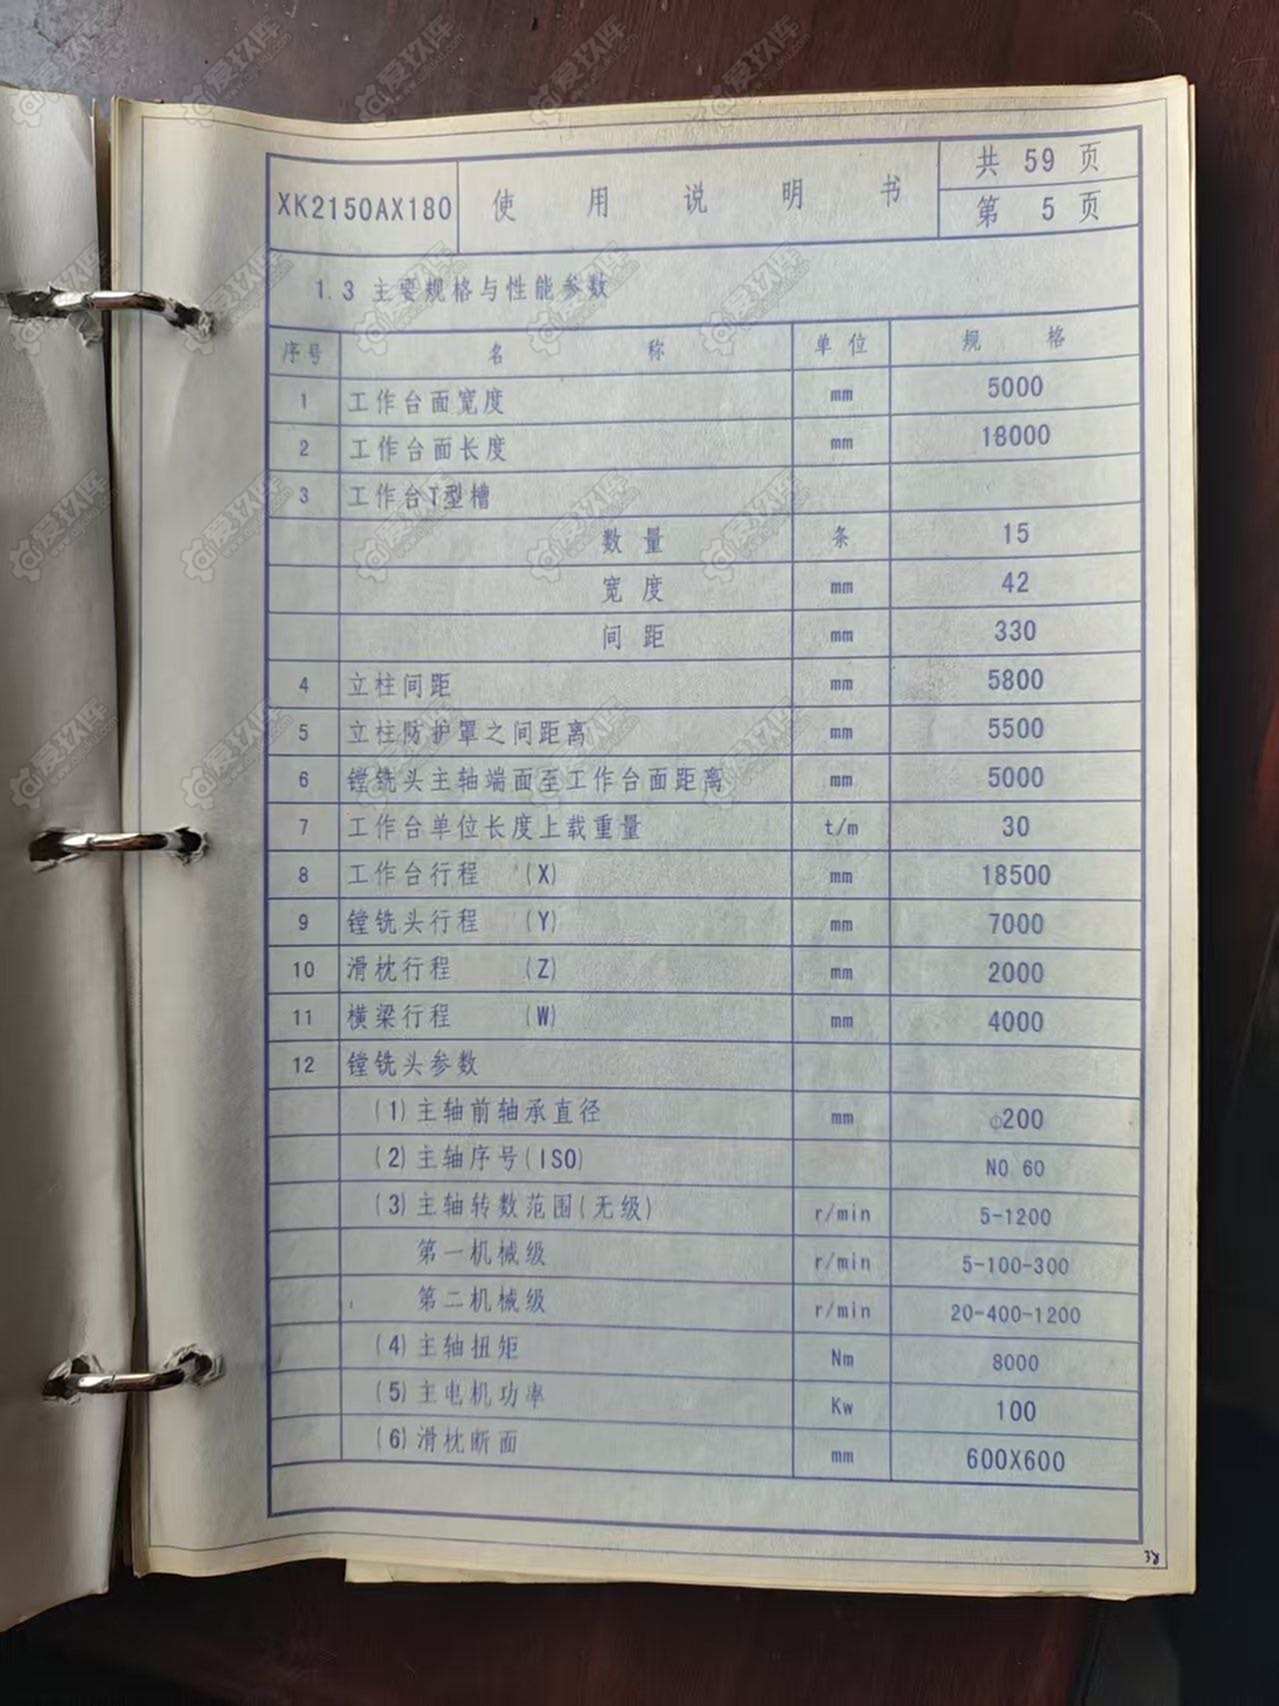 XK2150AX180 使用说明书 共 59 页
第 5 页
1.3 主要规格与性能参数
序号 名称 单位 规格
1 工作台面宽度 mm 5000
2 工作台面长度 mm 18000
3 工作台T型槽
数量 条 15
宽度 mm 42
间距 mm 330
4 立柱间距 mm 5800
5 立柱防护罩之间距离 mm 5500
6 镗铣头主轴端面至工作台面距离 mm 5000
7 工作台单位长度上载重量 t/m 30
8 工作台行程 (X) mm 18500
9 镗铣头行程 (Y) mm 7000
10 滑枕行程 (Z) mm 2000
11 横梁行程 (W) mm 4000
12 镗铣头参数
(1)主轴前轴承直径 mm φ200
(2)主轴序号(ISO) NO 60
(3)主轴转数范围(无级) r/min 5-1200
第一机械级 r/min 5-100-300
第二机械级 r/min 20-400-1200
(4)主轴扭矩 Nm 8000
(5)主电机功率 Kw 100
(6)滑枕断面 mm 600X600
38
爱玖库